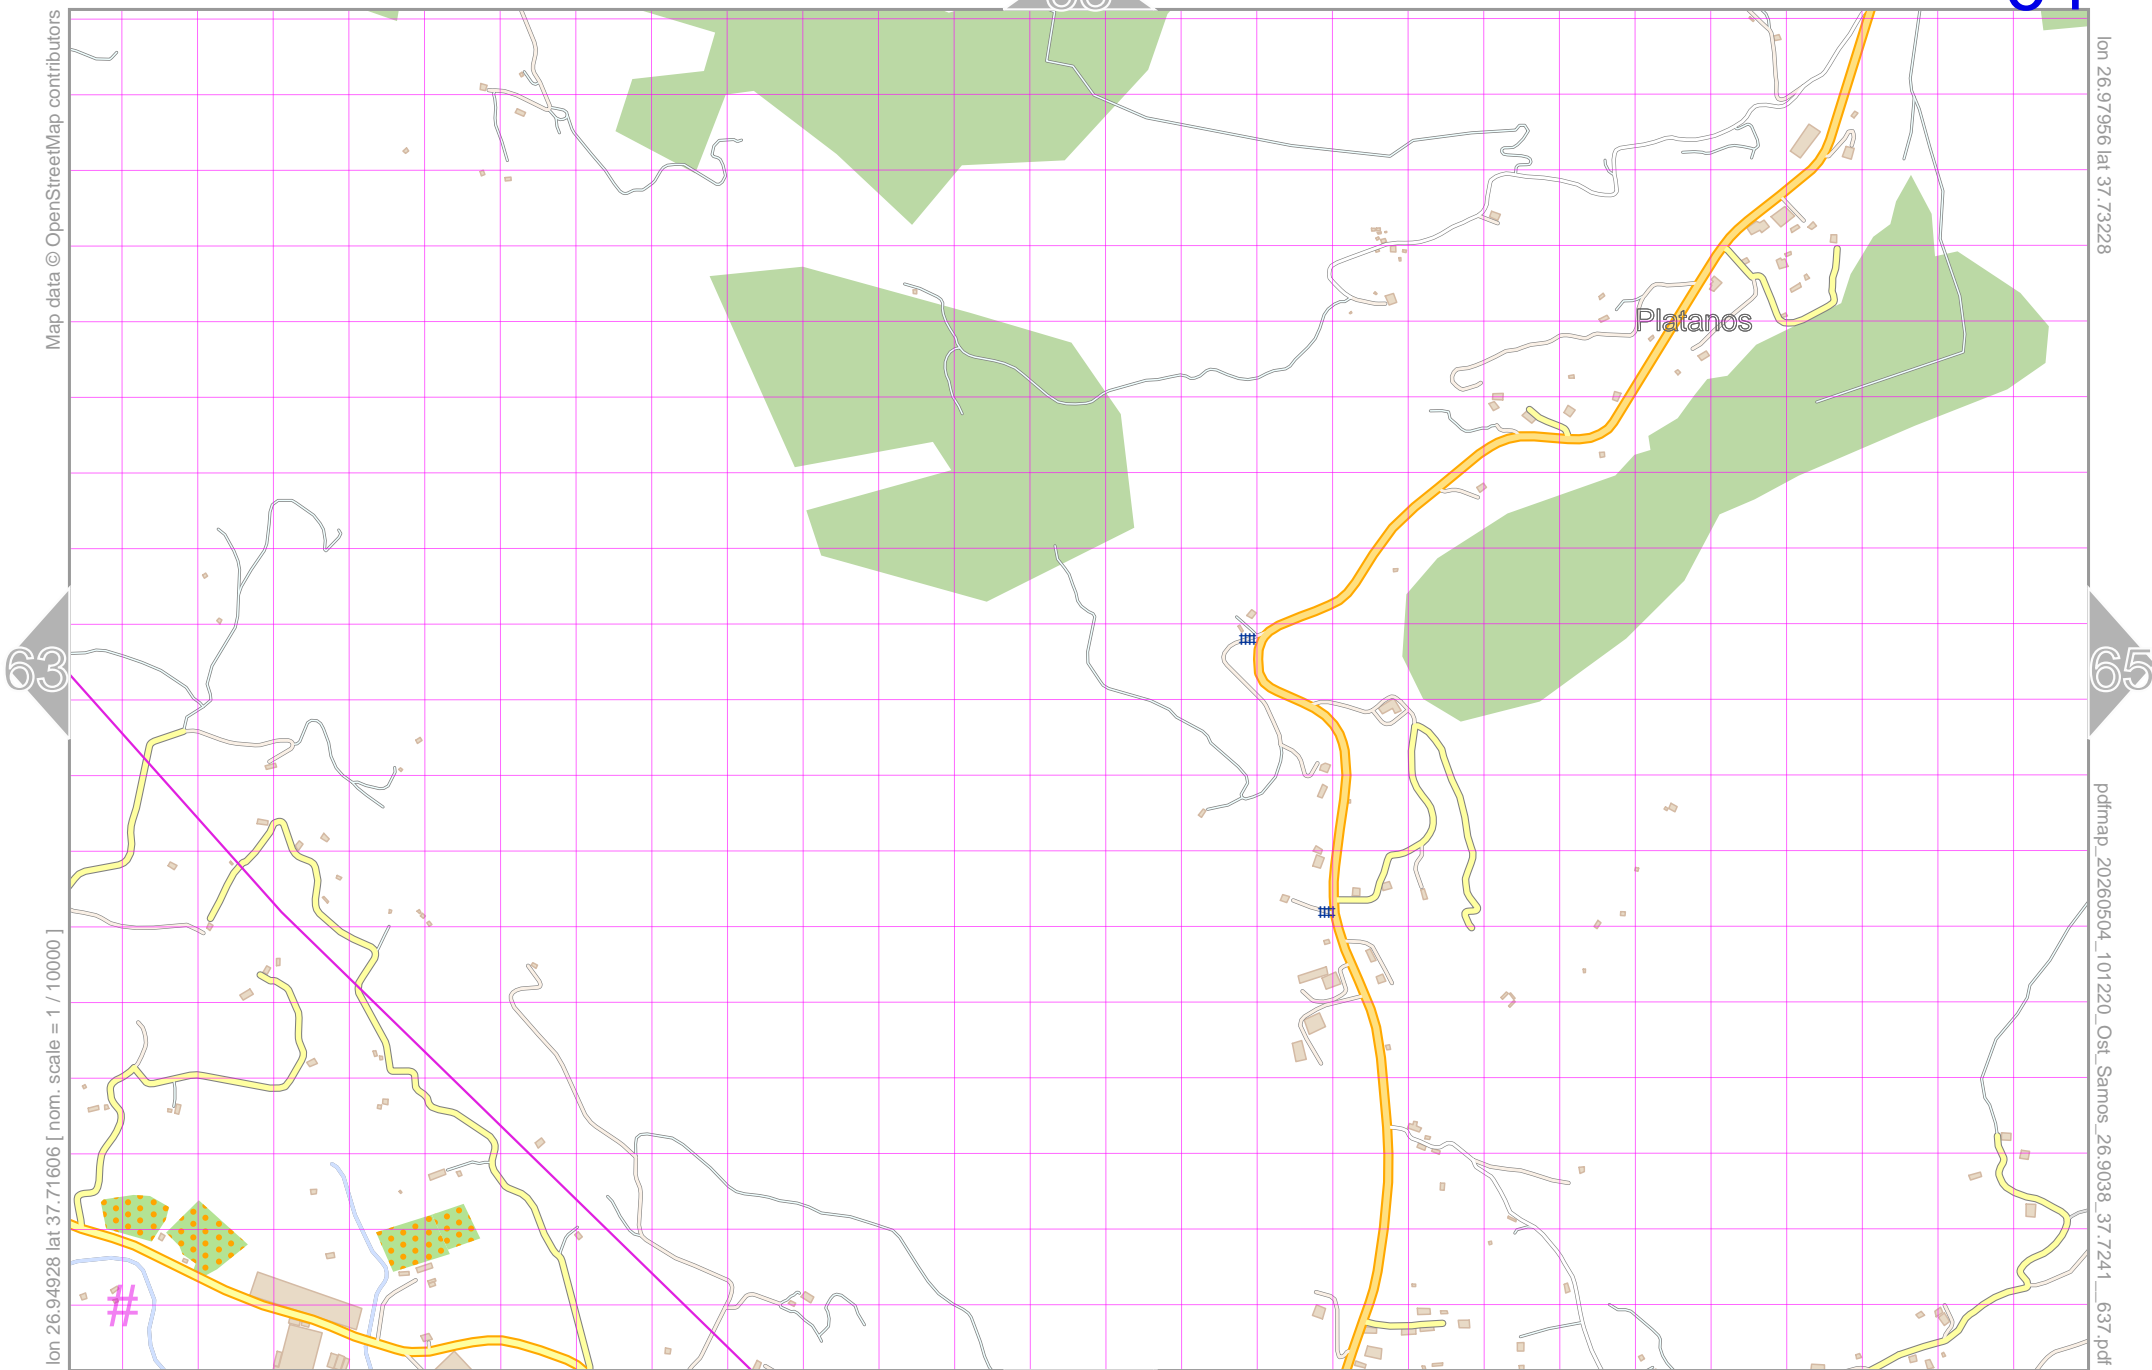 Map data © OpenStreetMap contributors
lon 26.97956 lat 37.73228
Platanos
63
65
lon 26.94928 lat 37.71606 [ nom. scale = 1 / 10000 ]
pdfmap_20260504_101220_Ost_Samos_26.9038_37.7241__637.pdf
#